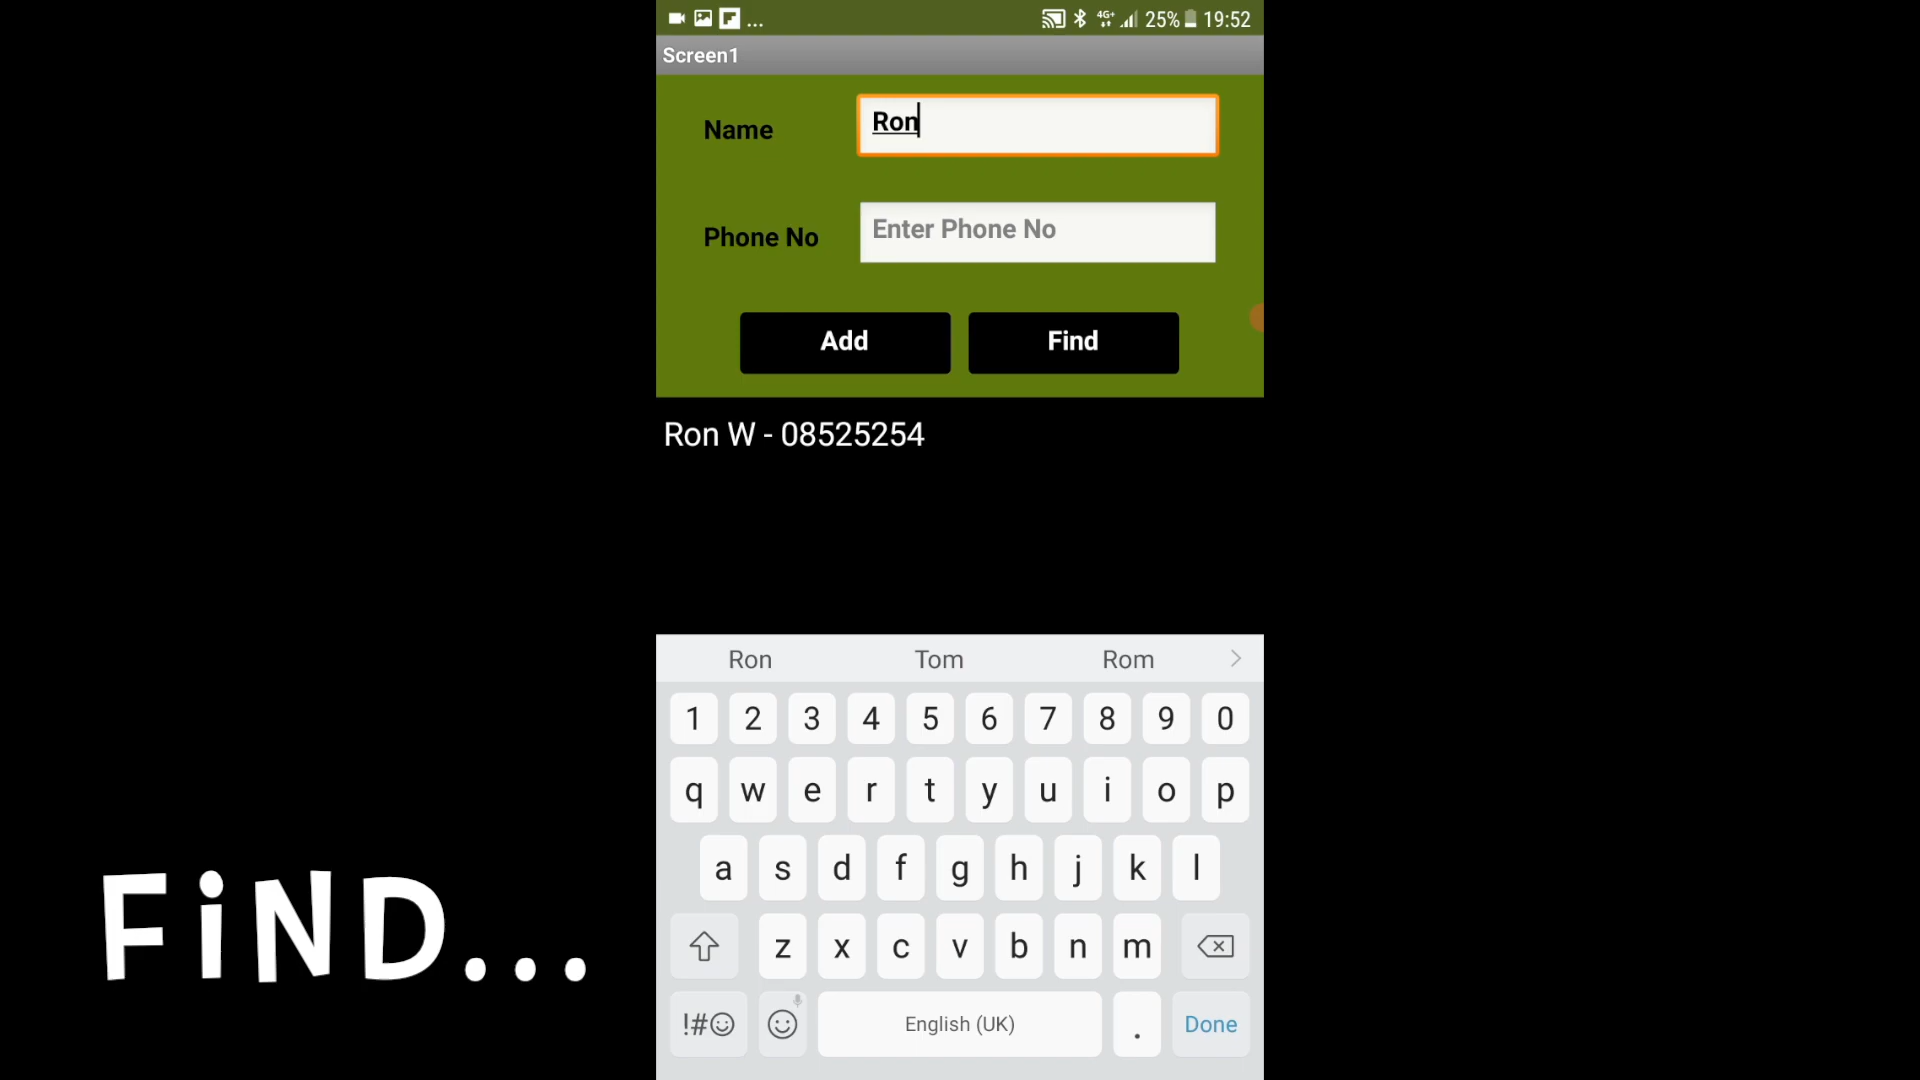 ... 4G+ 25% 19:52
Screen1
Name Ron
Phone No Enter Phone No
Add Find
Ron W - 08525254
Ron Tom Rom
1 2 3 4 5 6 7 8 9 0
q w e r t y u i o p
a s d f g h j k l
z x c v b n m
!#☺ English (UK) . Done
FiND...